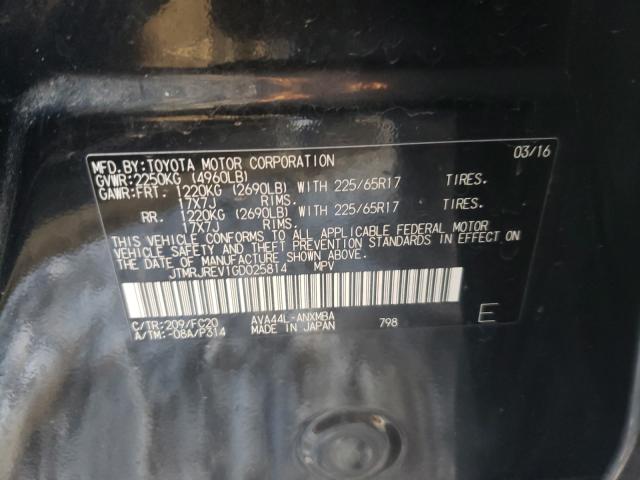 MFD.BY:TOYOTA MOTOR CORPORATION 03/16
GVWR:2250KG (4960LB)
GAWR:FRT. 1220KG (2690LB) WITH 225/65R17 TIRES.
17X7J RIMS.
RR. 1220KG (2690LB) WITH 225/65R17 TIRES.
17X7J RIMS.
THIS VEHICLE CONFORMS TO ALL APPLICABLE FEDERAL MOTOR
VEHICLE SAFETY AND THEFT PREVENTION STANDARDS IN EFFECT ON
THE DATE OF MANUFACTURE SHOWN ABOVE.
JTMRJREV1GD025814 MPV
C/TR:209/FC20 AVA44L-ANXMBA 798 E
A/TM:-08A/P314 MADE IN JAPAN